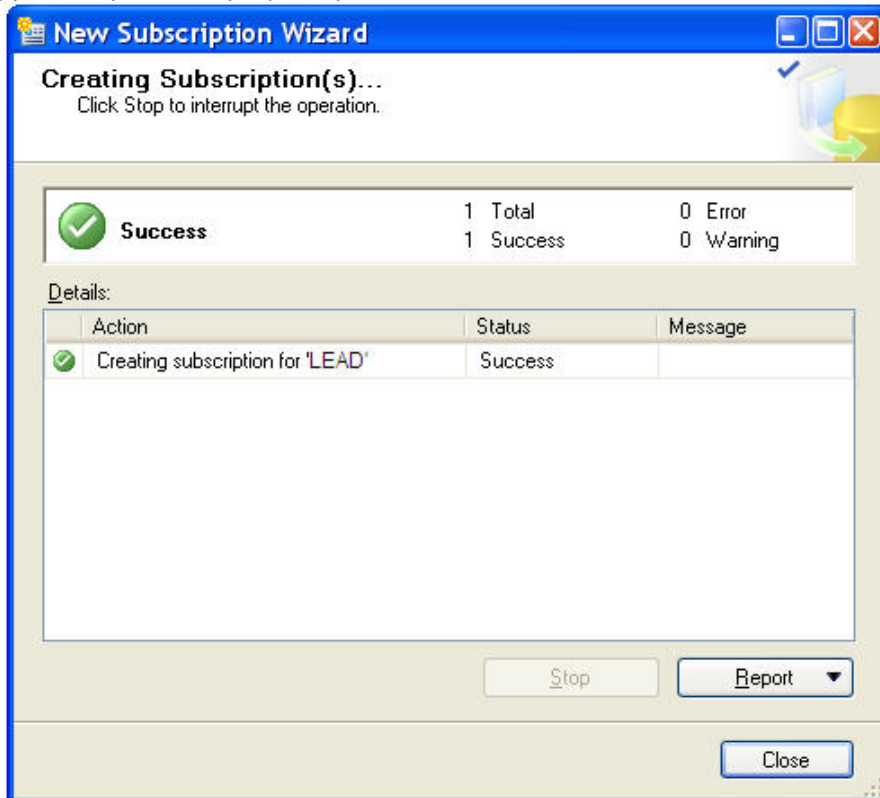 New Subscription Wizard
Creating Subscription(s)...
Click Stop to interrupt the operation.
Success
1 Total
0 Error
1 Success
0 Warning
Details:
Action Status Message
Creating subscription for 'LEAD' Success
Stop Report
Close